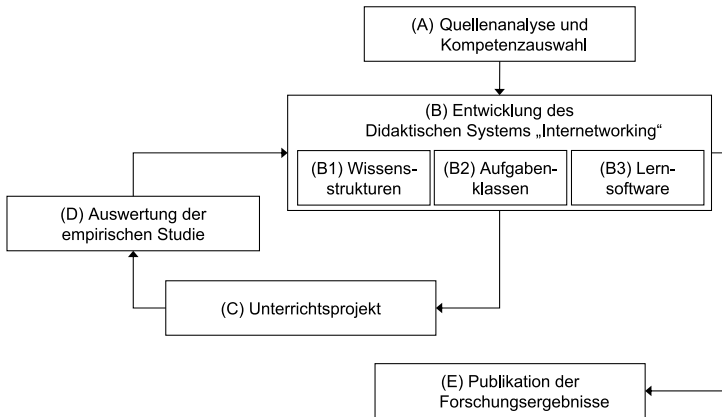 (A) Quellenanalyse und
Kompetenzauswahl
(B) Entwicklung des
Didaktischen Systems „Internetworking“
(B1) Wissens-
strukturen
(B2) Aufgaben-
klassen
(B3) Lern-
software
(D) Auswertung der
empirischen Studie
(C) Unterrichtsprojekt
(E) Publikation der
Forschungsergebnisse